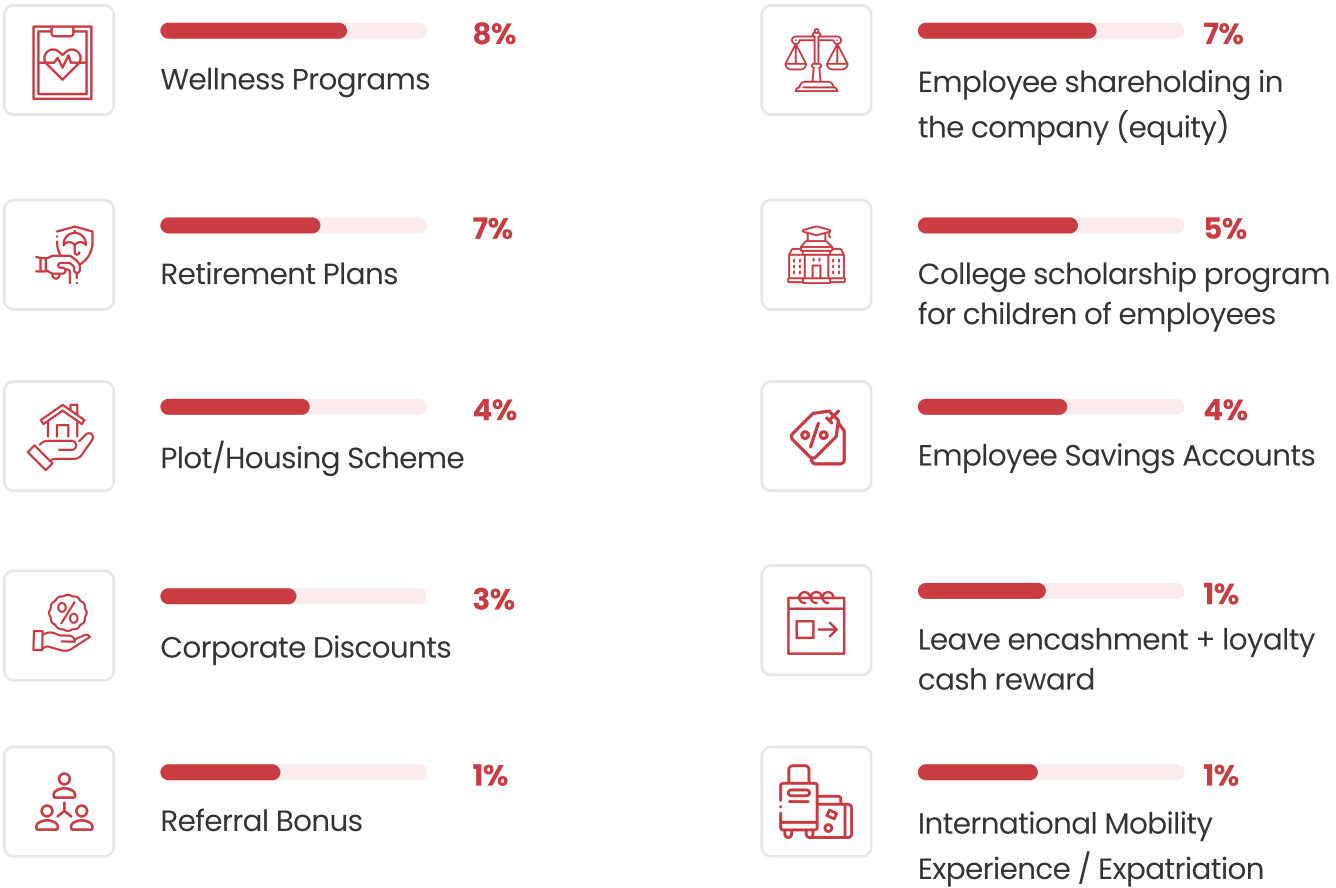 8%
Wellness Programs
7%
Employee shareholding in
the company (equity)
7%
Retirement Plans
5%
College scholarship program
for children of employees
4%
Plot/Housing Scheme
4%
Employee Savings Accounts
3%
Corporate Discounts
1%
Leave encashment + loyalty
cash reward
1%
Referral Bonus
1%
International Mobility
Experience / Expatriation